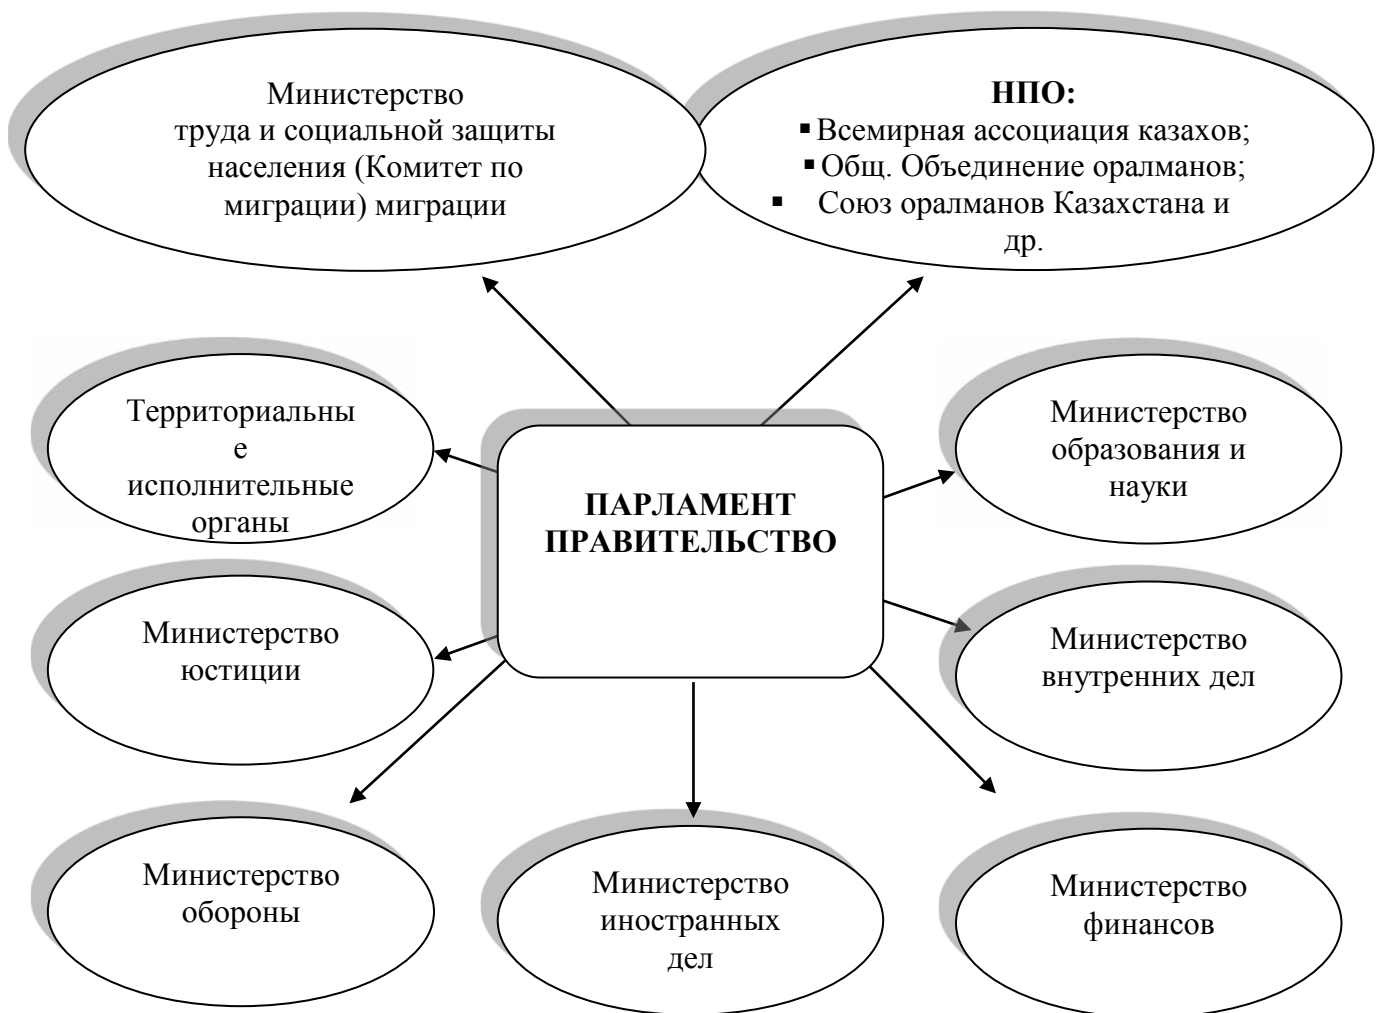 Министерство
труда и социальной защиты
населения (Комитет по
миграции) миграции
НПО:
▪ Всемирная ассоциация казахов;
▪ Общ. Объединение оралманов;
▪ Союз оралманов Казахстана и
др.
Территориальны
е
исполнительные
органы
ПАРЛАМЕНТ
ПРАВИТЕЛЬСТВО
Министерство
образования и
науки
Министерство
юстиции
Министерство
внутренних дел
Министерство
обороны
Министерство
иностранных
дел
Министерство
финансов